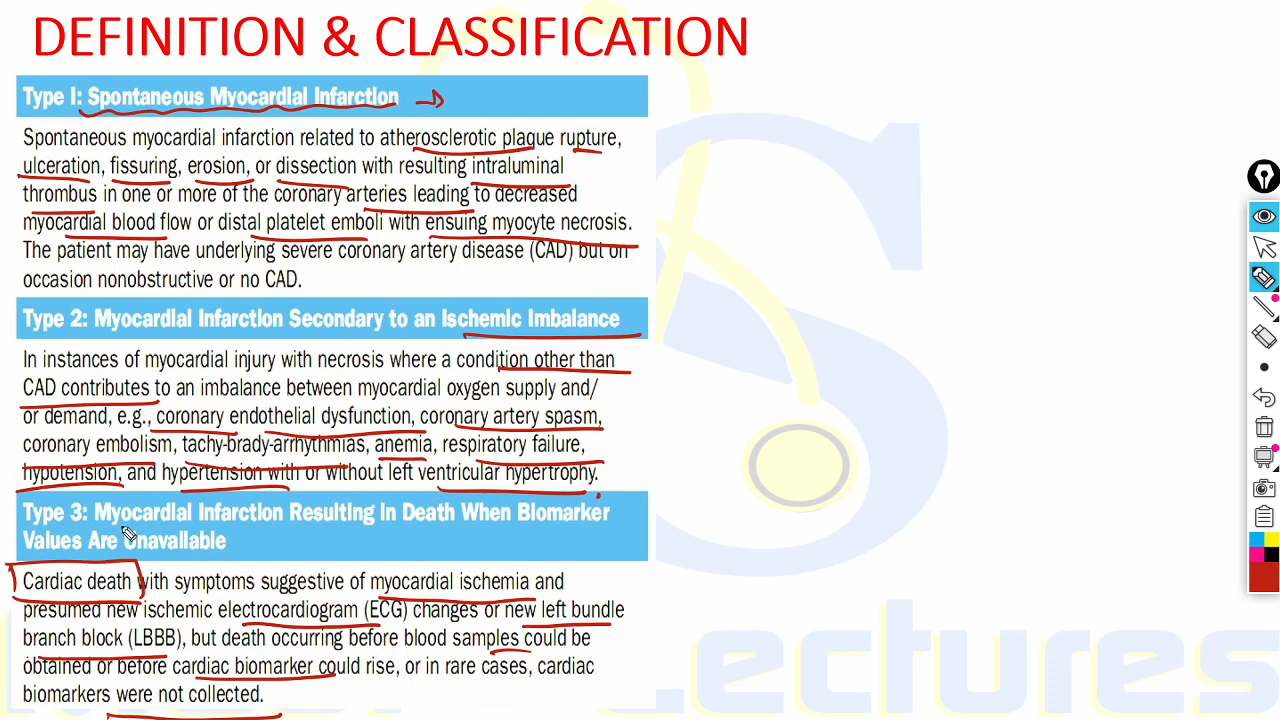 DEFINITION & CLASSIFICATION
Type I: Spontaneous Myocardial Infarction
Spontaneous myocardial infarction related to atherosclerotic plaque rupture,
ulceration, fissuring, erosion, or dissection with resulting intraluminal
thrombus in one or more of the coronary arteries leading to decreased
myocardial blood flow or distal platelet emboli with ensuing myocyte necrosis.
The patient may have underlying severe coronary artery disease (CAD) but on
occasion nonobstructive or no CAD.
Type 2: Myocardial Infarction Secondary to an Ischemic Imbalance
In instances of myocardial injury with necrosis where a condition other than
CAD contributes to an imbalance between myocardial oxygen supply and/
or demand, e.g., coronary endothelial dysfunction, coronary artery spasm,
coronary embolism, tachy-brady-arrhythmias, anemia, respiratory failure,
hypotension, and hypertension with or without left ventricular hypertrophy.
Type 3: Myocardial Infarction Resulting in Death When Biomarker
Values Are Unavailable
Cardiac death with symptoms suggestive of myocardial ischemia and
presumed new ischemic electrocardiogram (ECG) changes or new left bundle
branch block (LBBB), but death occurring before blood samples could be
obtained or before cardiac biomarker could rise, or in rare cases, cardiac
biomarkers were not collected.
Lectures